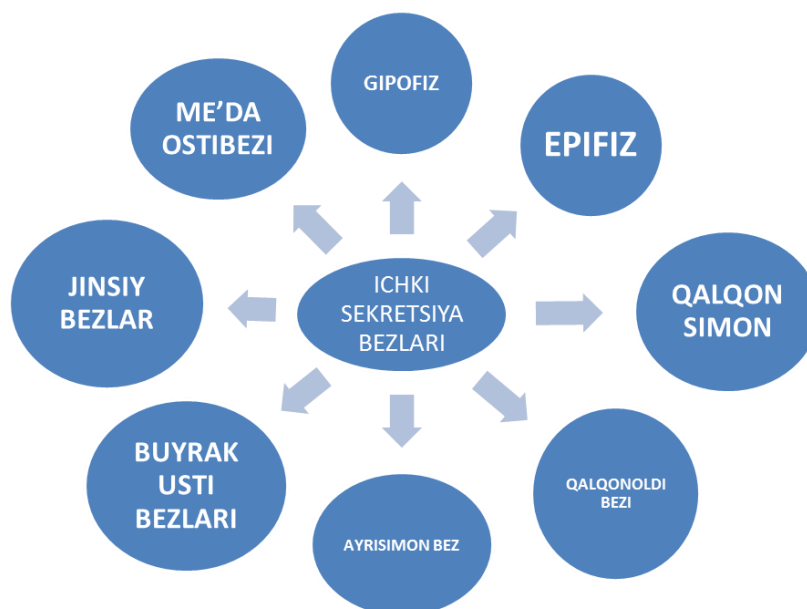 GIPOFIZ
ME’DA
OSTIBEZI
EPIFIZ
JINSIY
BEZLAR
ICHKI
SEKRETSIYA
BEZLARI
QALQON
SIMON
BUYRAK
USTI
BEZLARI
AYRISIMON BEZ
QALQONOLDI
BEZI